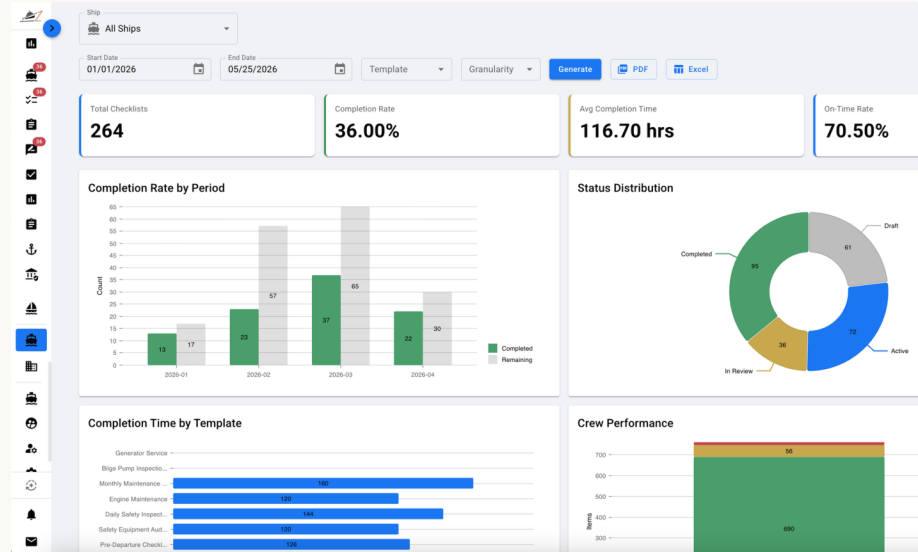 Ship
All Ships
Start Date
01/01/2026
End Date
05/25/2026
Template
Granularity
Generate
PDF
Excel
36
36
36
Total Checklists
264
Completion Rate
36.00%
Avg Completion Time
116.70 hrs
On-Time Rate
70.50%
Completion Rate by Period
65
60
55
50
45
40
35
30
25
20
15
10
5
0
Count
13
17
23
57
37
65
22
30
2026-01
2026-02
2026-03
2026-04
Completed
Remaining
Status Distribution
Draft
61
Completed
95
72
Active
36
In Review
Completion Time by Template
Generator Service
Bilge Pump Inspectio...
Monthly Maintenance ...
160
Engine Maintenance
120
Daily Safety Inspect...
144
Safety Equipment Aud...
120
Pre-Departure Checkl...
126
Crew Performance
700
600
500
400
300
Items
56
690